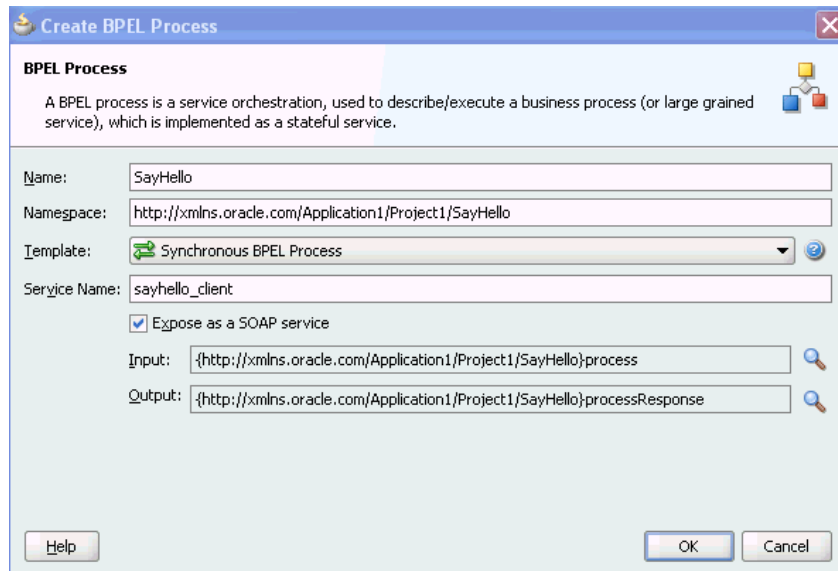 Create BPEL Process
BPEL Process
A BPEL process is a service orchestration, used to describe/execute a business process (or large grained
service), which is implemented as a stateful service.
Name: SayHello
Namespace: http://xmlns.oracle.com/Application1/Project1/SayHello
Template: Synchronous BPEL Process
Service Name: sayhello_client
Expose as a SOAP service
Input: {http://xmlns.oracle.com/Application1/Project1/SayHello}process
Output: {http://xmlns.oracle.com/Application1/Project1/SayHello}processResponse
Help OK Cancel